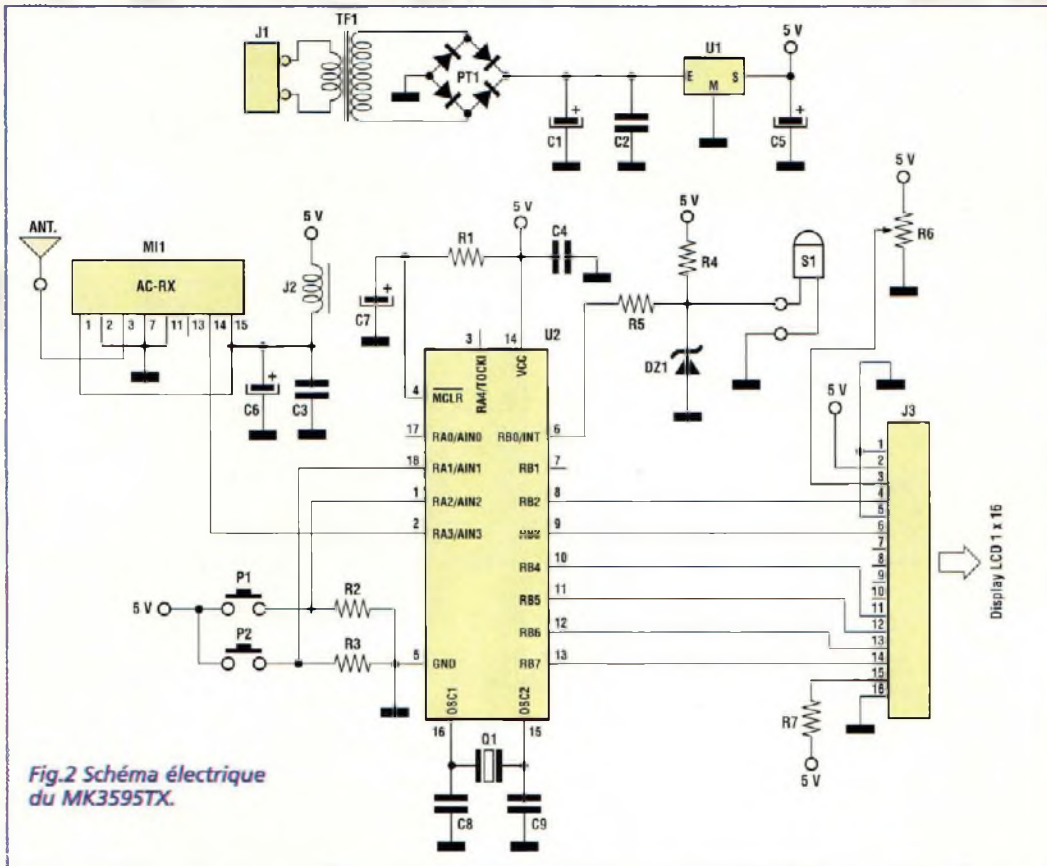 J1
TF1
PT1
E
U1
M
S
5 V
C1
+
C2
C5
+
5 V
R6
ANT.
MI1
AC-RX
1 2 3 7 11 13 14 15
5 V
J2
C6
+
C3
C7
+
R1
5 V
C4
5 V
R4
R5
S1
DZ1
5 V
U2
3
RA4/TOCKI
14
VCC
4 MCLR
17 RA0/AIN0
18 RA1/AIN1
1 RA2/AIN2
2 RA3/AIN3
5 GND
RB0/INT 6
RB1 7
RB2 8
9
RB4 10
RB5 11
RB6 12
RB7 13
OSC1
16
OSC2
15
5 V
P1
P2
R2
R3
Q1
C8
C9
J3
1
2
3
4
5
6
7
8
9
10
11
12
13
14
15
16
R7
5 V
Display LCD 1 x 16
Fig.2 Schéma électrique
du MK3595TX.